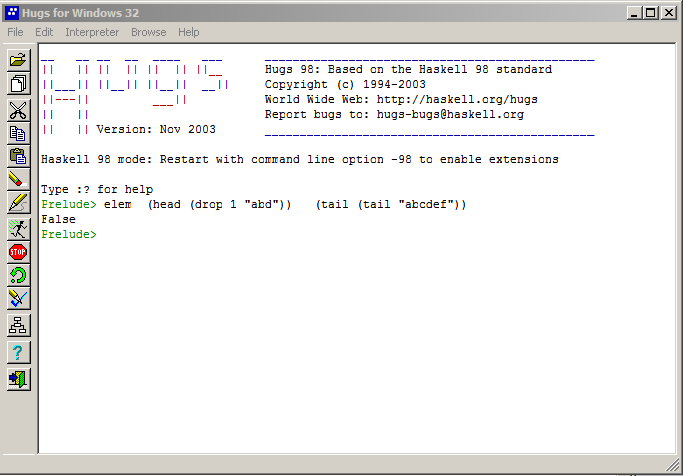 Hugs for Windows 32
File Edit Interpreter Browse Help
__   __ __  __  ____   ___      _________________________________________
||   || ||  || ||  || ||__      Hugs 98: Based on the Haskell 98 standard
||___|| ||__|| ||__||  __||     Copyright (c) 1994-2003
||---||         ___||           World Wide Web: http://haskell.org/hugs
||   ||                         Report bugs to: hugs-bugs@haskell.org
||   || Version: Nov 2003       _________________________________________
Haskell 98 mode: Restart with command line option -98 to enable extensions
Type :? for help
Prelude> elem  (head (drop 1 "abd"))   (tail (tail "abcdef"))
False
Prelude>
STOP